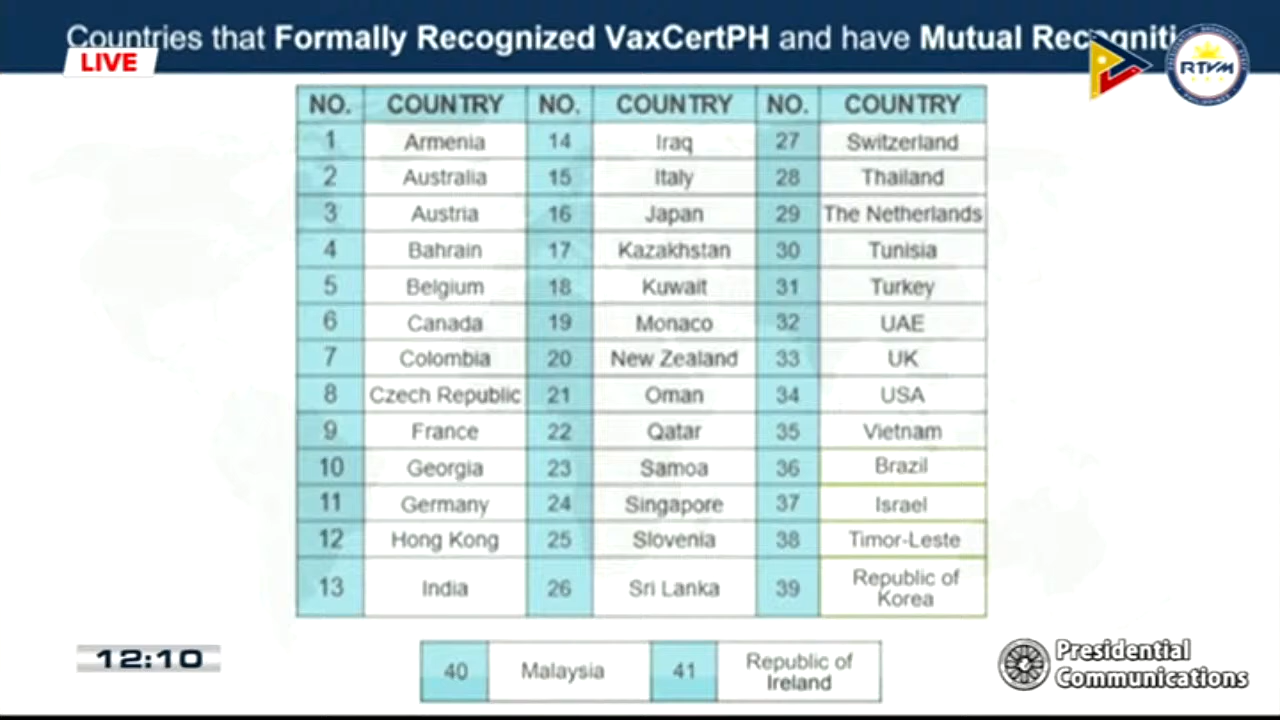 Countries that Formally Recognized VaxCertPH and have Mutual Recogniti
LIVE
RTVM
NO. COUNTRY NO. COUNTRY NO. COUNTRY
1 Armenia 14 Iraq 27 Switzerland
2 Australia 15 Italy 28 Thailand
3 Austria 16 Japan 29 The Netherlands
4 Bahrain 17 Kazakhstan 30 Tunisia
5 Belgium 18 Kuwait 31 Turkey
6 Canada 19 Monaco 32 UAE
7 Colombia 20 New Zealand 33 UK
8 Czech Republic 21 Oman 34 USA
9 France 22 Qatar 35 Vietnam
10 Georgia 23 Samoa 36 Brazil
11 Germany 24 Singapore 37 Israel
12 Hong Kong 25 Slovenia 38 Timor-Leste
13 India 26 Sri Lanka 39 Republic of
Korea
40 Malaysia 41 Republic of
Ireland
12:10
Presidential
Communications